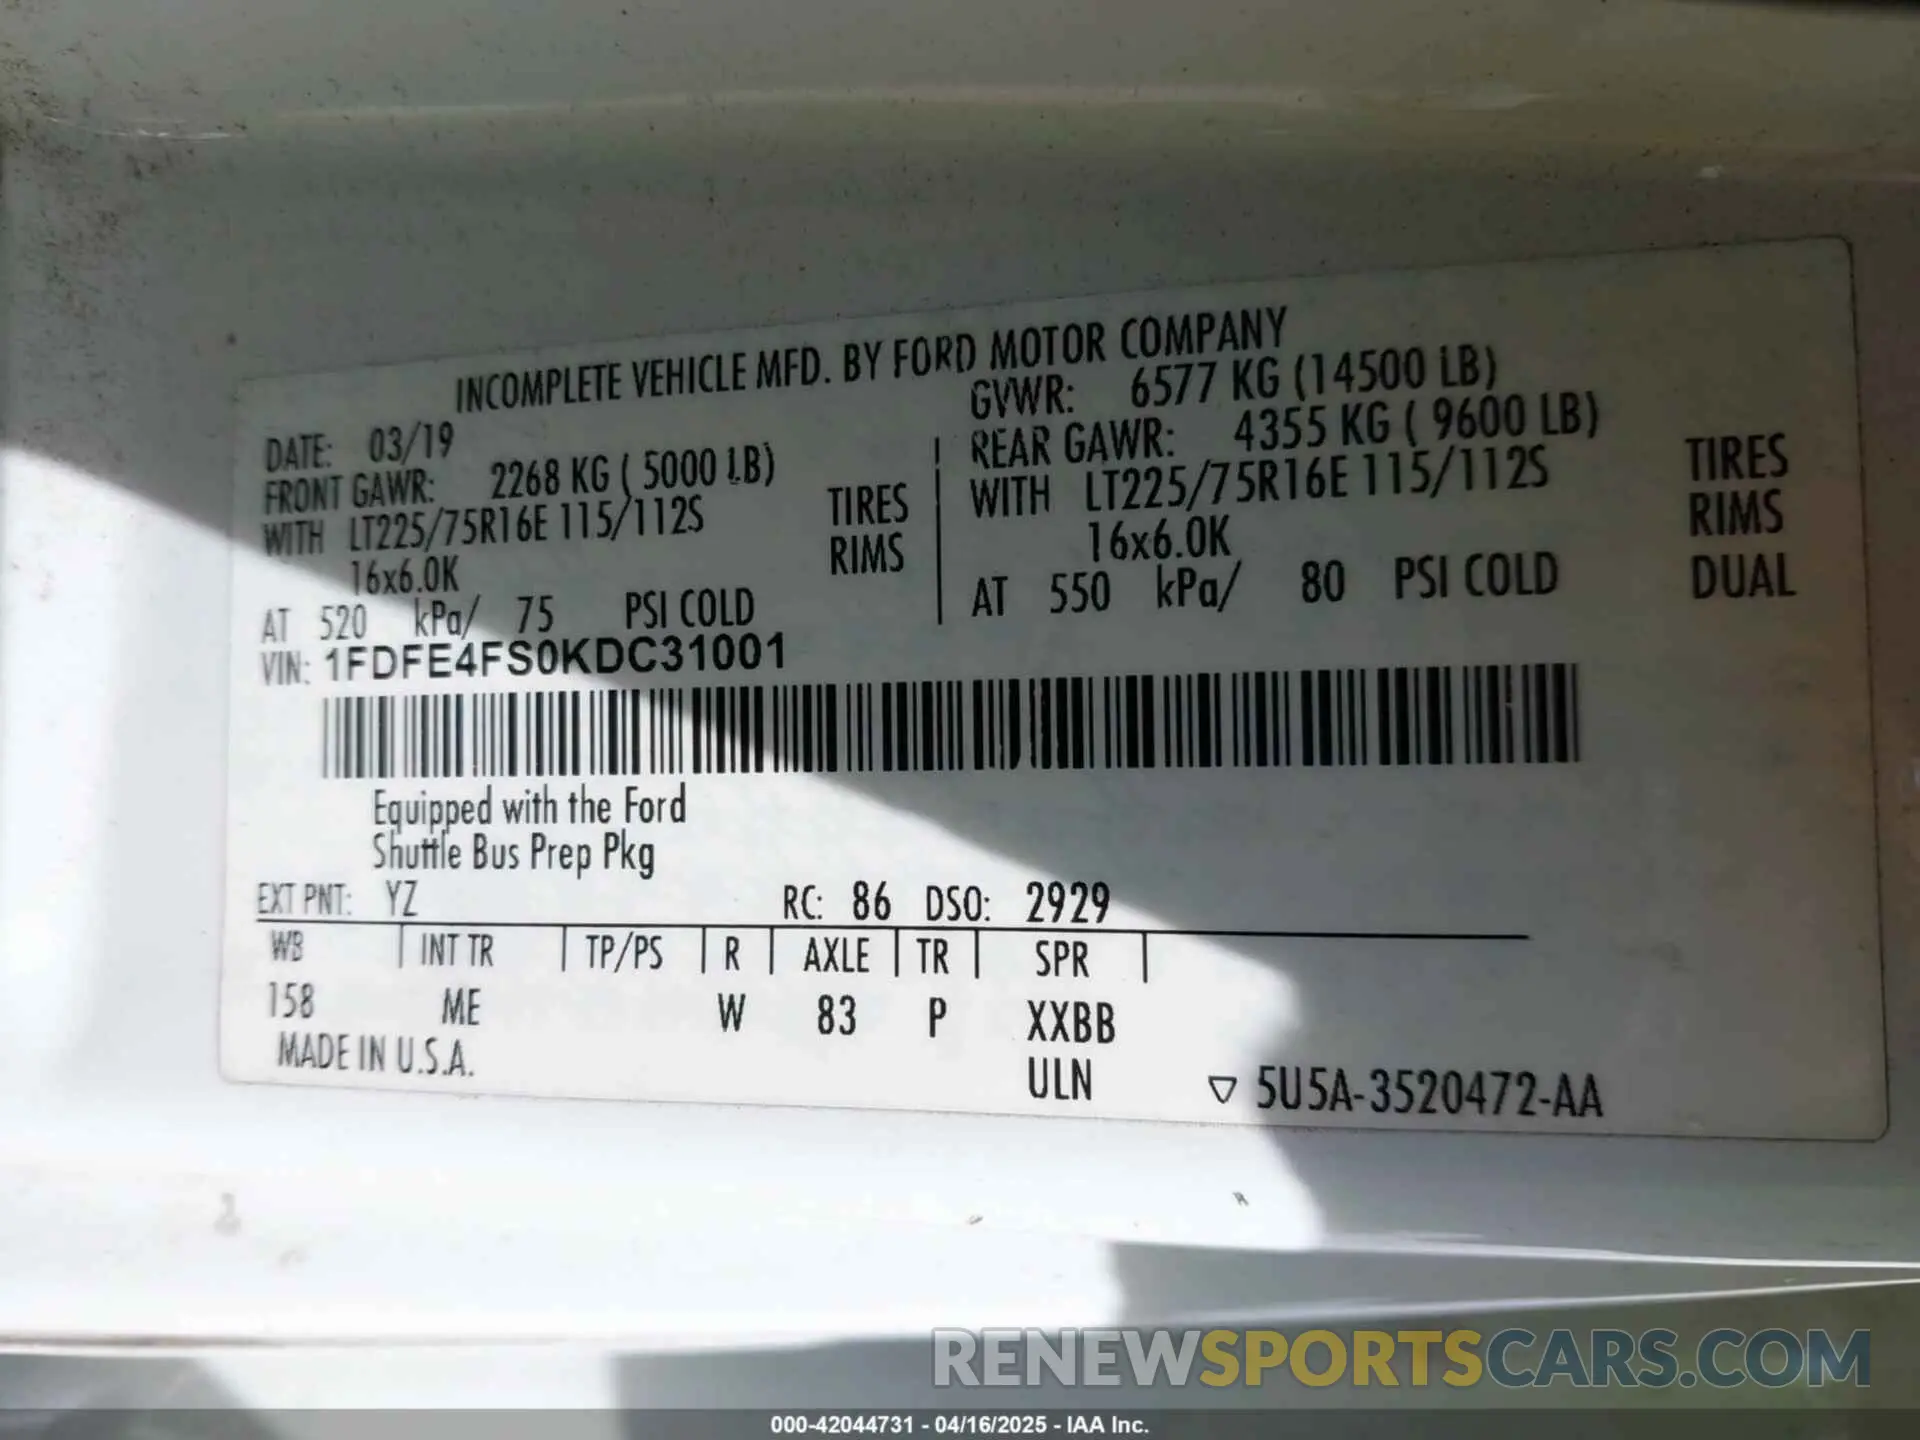 INCOMPLETE VEHICLE MFD. BY FORD MOTOR COMPANY
DATE: 03/19
GVWR: 6577 KG (14500 LB)
FRONT GAWR: 2268 KG ( 5000 LB)
REAR GAWR: 4355 KG ( 9600 LB)
WITH LT225/75R16E 115/112S TIRES
WITH LT225/75R16E 115/112S TIRES
16x6.0K RIMS
16x6.0K RIMS
AT 520 kPa/ 75 PSI COLD
AT 550 kPa/ 80 PSI COLD DUAL
VIN: 1FDFE4FS0KDC31001
Equipped with the Ford
Shuttle Bus Prep Pkg
EXT PNT: YZ RC: 86 DSO: 2929
WB | INT TR | TP/PS | R | AXLE | TR | SPR |
158 ME W 83 P XXBB
MADE IN U.S.A. ULN ▽ 5U5A-3520472-AA
RENEWSPORTSCARS.COM
000-42044731 - 04/16/2025 - IAA Inc.